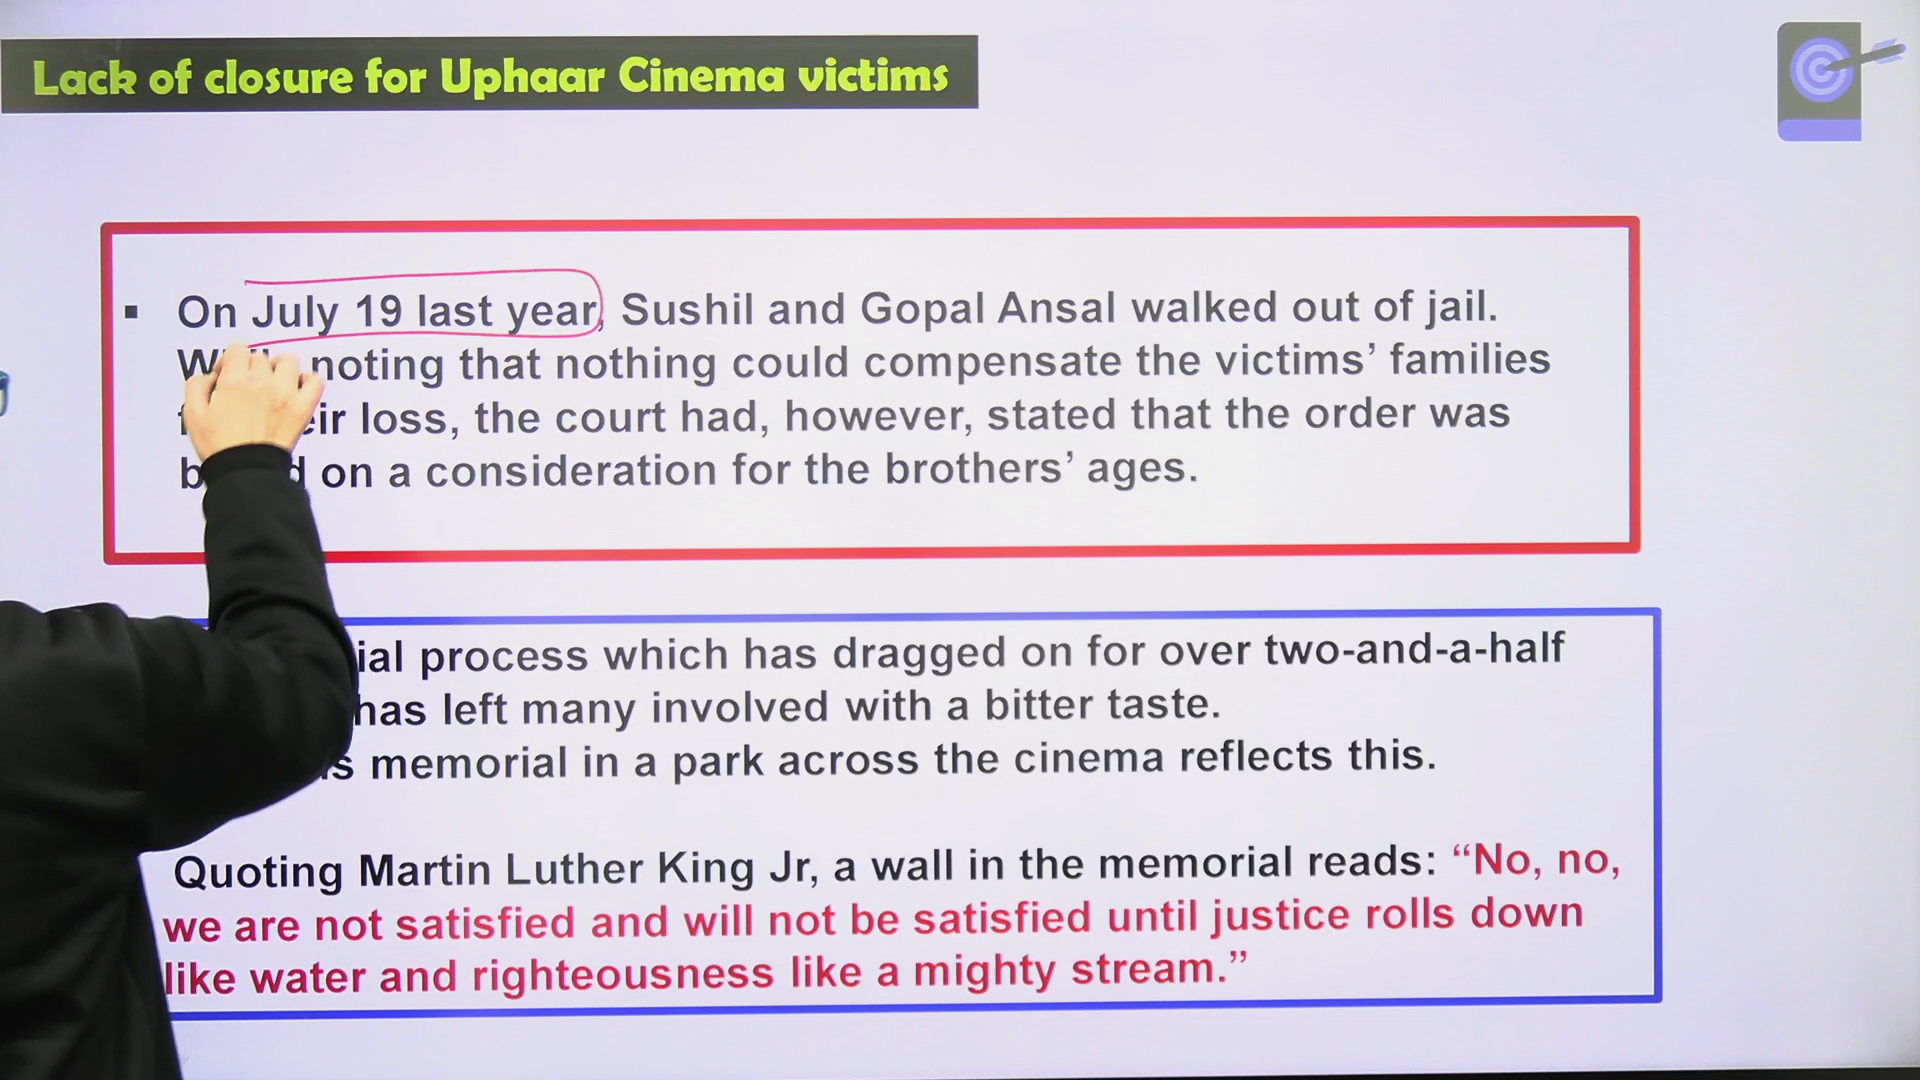 Lack of closure for Uphaar Cinema victims
▪ On July 19 last year, Sushil and Gopal Ansal walked out of jail.
noting that nothing could compensate the victims’ families
loss, the court had, however, stated that the order was
on a consideration for the brothers’ ages.
process which has dragged on for over two-and-a-half
has left many involved with a bitter taste.
memorial in a park across the cinema reflects this.
Quoting Martin Luther King Jr, a wall in the memorial reads: “No, no,
we are not satisfied and will not be satisfied until justice rolls down
like water and righteousness like a mighty stream.”